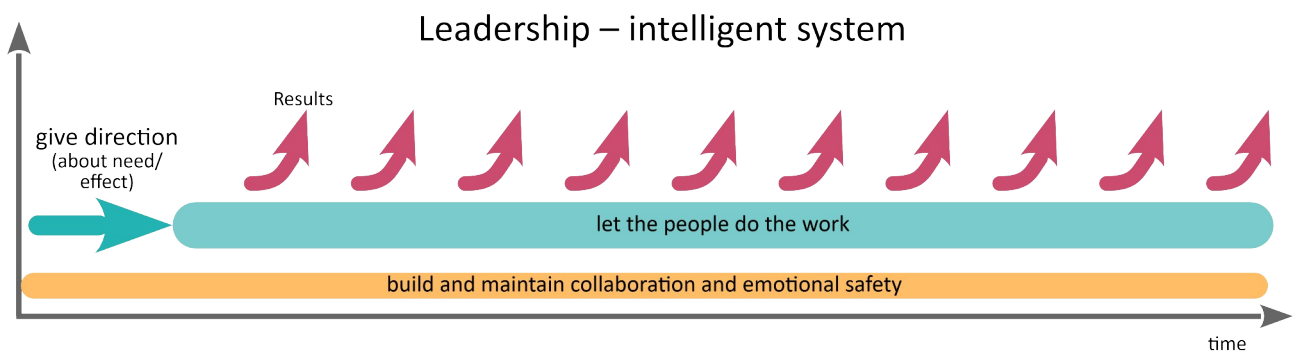 Leadership – intelligent system
Results
give direction
(about need/
effect)
let the people do the work
build and maintain collaboration and emotional safety
time